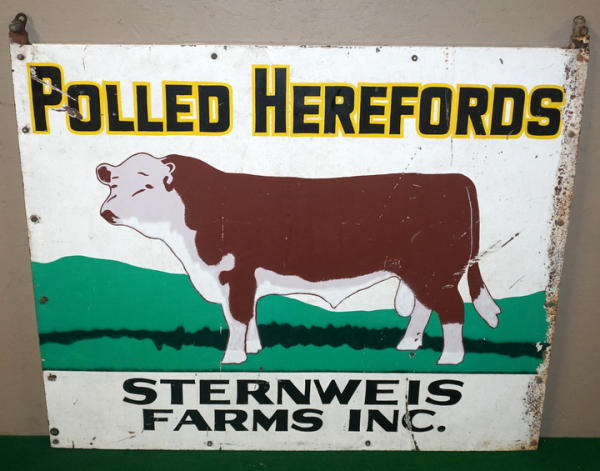 POLLED HEREFORDS
STERNWEIS
FARMS INC.